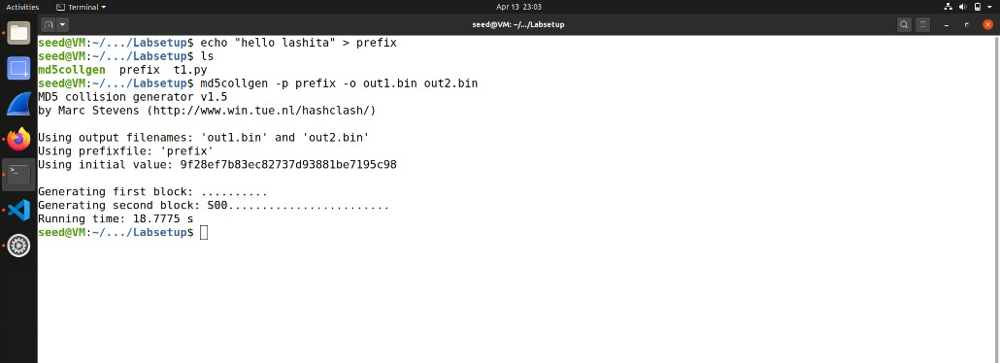 Activities
Terminal
Apr 13 23:03
seed@VM: ~/.../Labsetup
seed@VM:~/.../Labsetup$ echo "hello lashita" > prefix
seed@VM:~/.../Labsetup$ ls
md5collgen prefix t1.py
seed@VM:~/.../Labsetup$ md5collgen -p prefix -o out1.bin out2.bin
MD5 collision generator v1.5
by Marc Stevens (http://www.win.tue.nl/hashclash/)
Using output filenames: 'out1.bin' and 'out2.bin'
Using prefixfile: 'prefix'
Using initial value: 9f28ef7b83ec82737d93881be7195c98
Generating first block: ..........
Generating second block: S00........................
Running time: 18.7775 s
seed@VM:~/.../Labsetup$